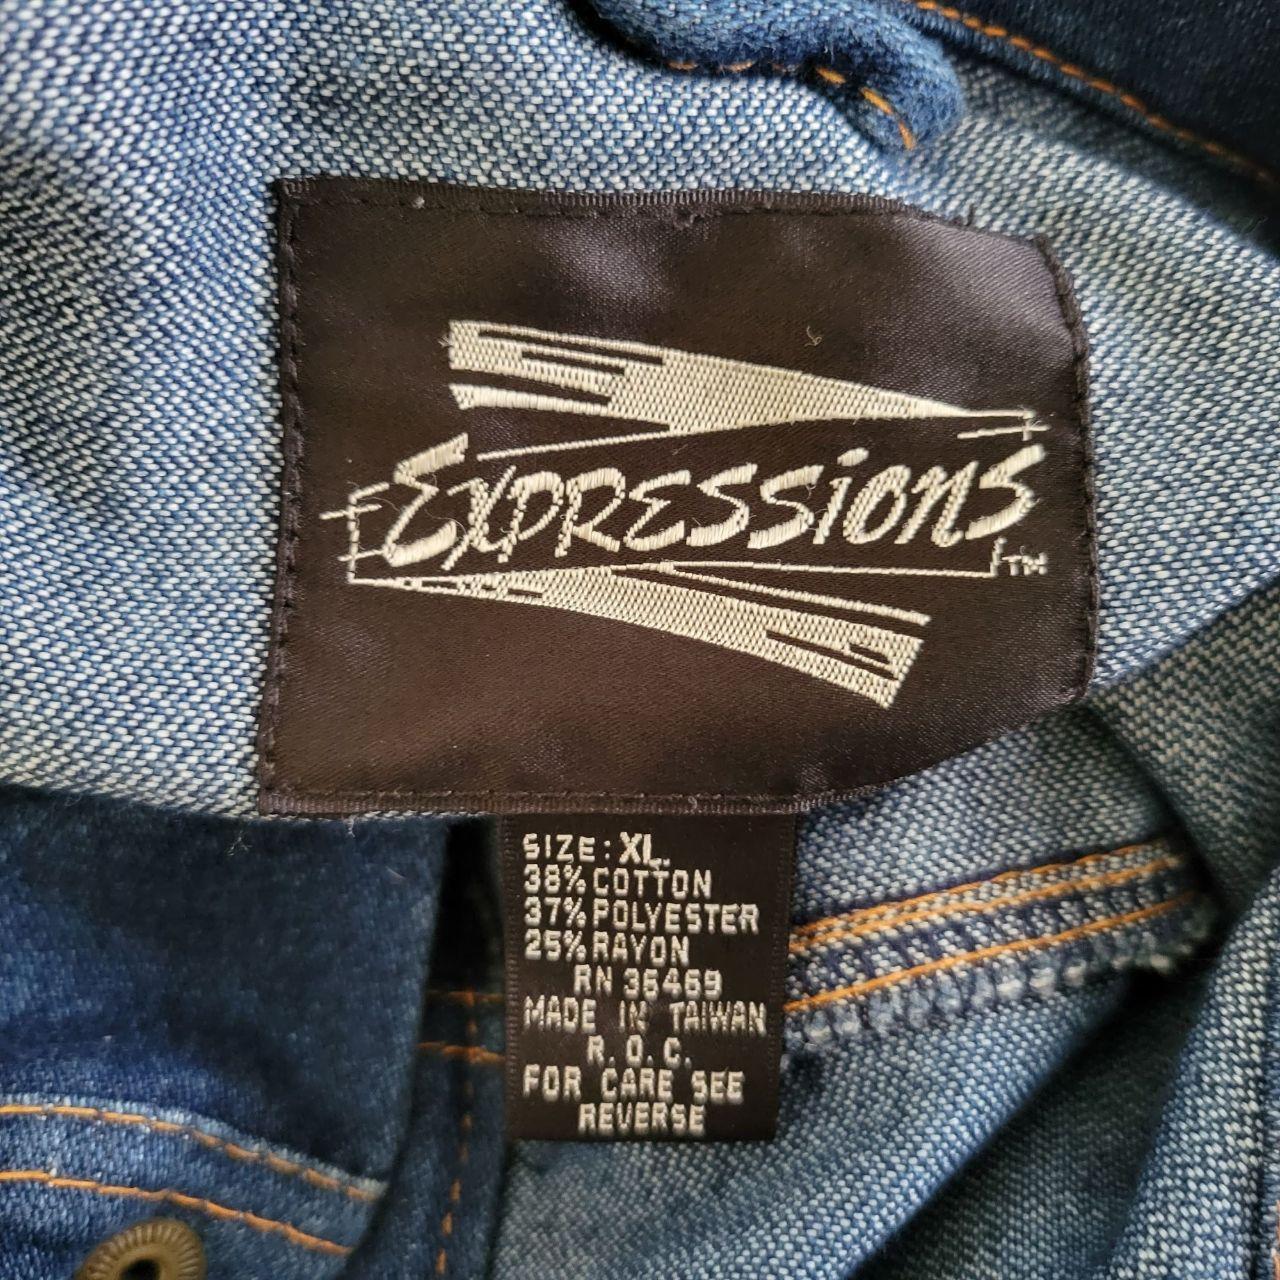 EXPRESSiONS
TM
SIZE: XL.
38% COTTON
37% POLYESTER
25% RAYON
RN 36469
MADE IN TAIWAN
R.O.C.
FOR CARE SEE
REVERSE